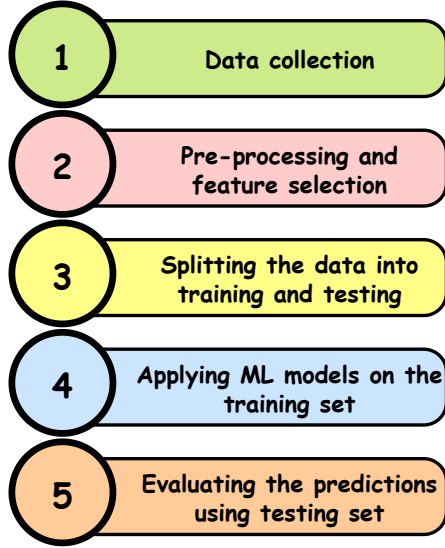 1
Data collection
2
Pre-processing and
feature selection
3
Splitting the data into
training and testing
4
Applying ML models on the
training set
5
Evaluating the predictions
using testing set